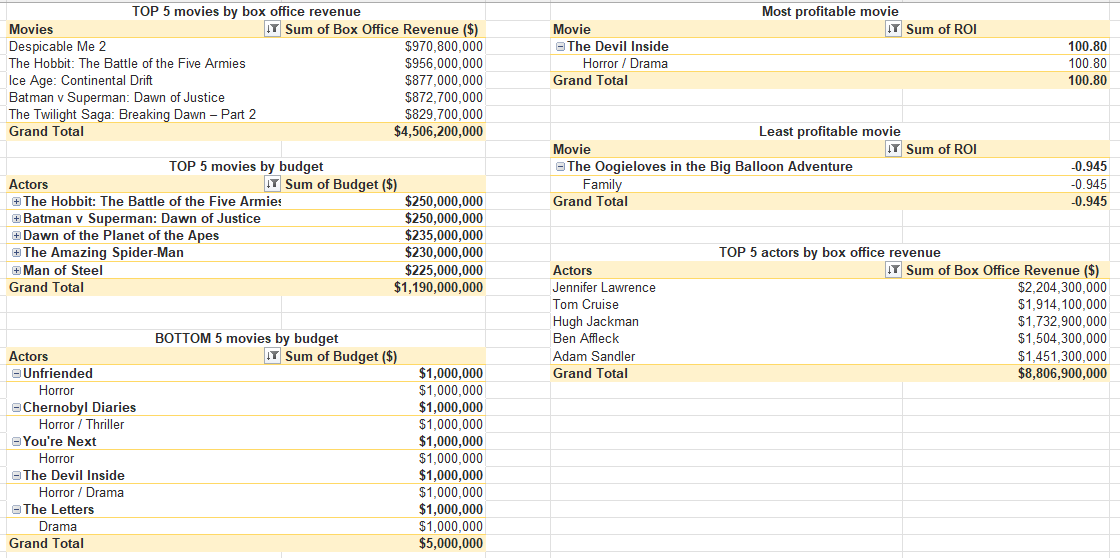 TOP 5 movies by box office revenue
Movies Sum of Box Office Revenue ($)
Despicable Me 2 $970,800,000
The Hobbit: The Battle of the Five Armies $956,000,000
Ice Age: Continental Drift $877,000,000
Batman v Superman: Dawn of Justice $872,700,000
The Twilight Saga: Breaking Dawn – Part 2 $829,700,000
Grand Total $4,506,200,000
TOP 5 movies by budget
Actors Sum of Budget ($)
The Hobbit: The Battle of the Five Armies $250,000,000
Batman v Superman: Dawn of Justice $250,000,000
Dawn of the Planet of the Apes $235,000,000
The Amazing Spider-Man $230,000,000
Man of Steel $225,000,000
Grand Total $1,190,000,000
BOTTOM 5 movies by budget
Actors Sum of Budget ($)
Unfriended $1,000,000
Horror $1,000,000
Chernobyl Diaries $1,000,000
Horror / Thriller $1,000,000
You're Next $1,000,000
Horror $1,000,000
The Devil Inside $1,000,000
Horror / Drama $1,000,000
The Letters $1,000,000
Drama $1,000,000
Grand Total $5,000,000
Most profitable movie
Movie Sum of ROI
The Devil Inside 100.80
Horror / Drama 100.80
Grand Total 100.80
Least profitable movie
Movie Sum of ROI
The Oogieloves in the Big Balloon Adventure -0.945
Family -0.945
Grand Total -0.945
TOP 5 actors by box office revenue
Actors Sum of Box Office Revenue ($)
Jennifer Lawrence $2,204,300,000
Tom Cruise $1,914,100,000
Hugh Jackman $1,732,900,000
Ben Affleck $1,504,300,000
Adam Sandler $1,451,300,000
Grand Total $8,806,900,000